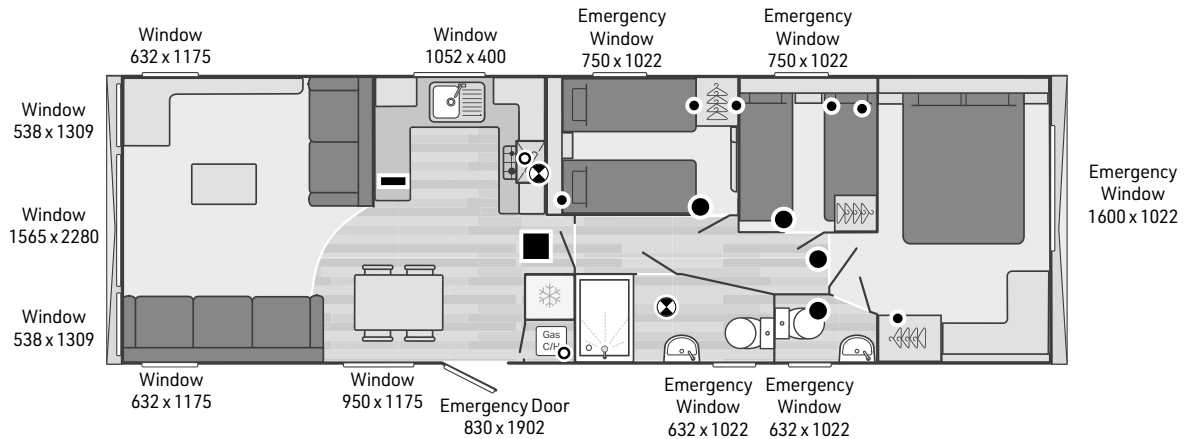 Window
632 x 1175
Window
1052 x 400
Emergency
Window
750 x 1022
Emergency
Window
750 x 1022
Window
538 x 1309
Window
1565 x 2280
Window
538 x 1309
Emergency
Window
1600 x 1022
Gas
C/H
Window
632 x 1175
Window
950 x 1175
Emergency Door
830 x 1902
Emergency
Window
632 x 1022
Emergency
Window
632 x 1022